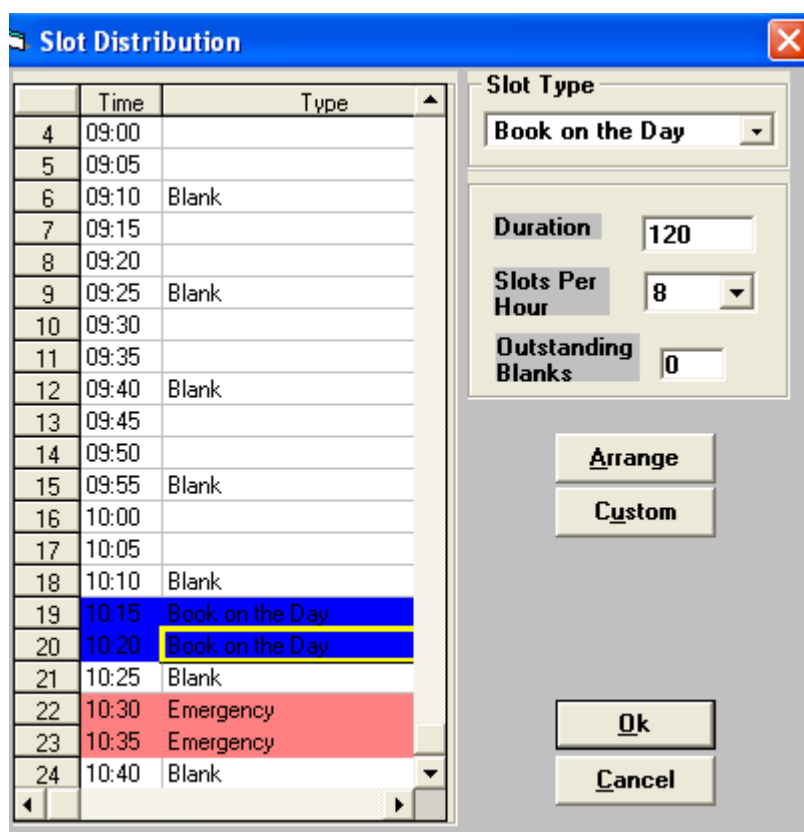 Slot Distribution
Time Type
4 09:00
5 09:05
6 09:10 Blank
7 09:15
8 09:20
9 09:25 Blank
10 09:30
11 09:35
12 09:40 Blank
13 09:45
14 09:50
15 09:55 Blank
16 10:00
17 10:05
18 10:10 Blank
19 10:15 Book on the Day
20 10:20 Book on the Day
21 10:25 Blank
22 10:30 Emergency
23 10:35 Emergency
24 10:40 Blank
Slot Type
Book on the Day
Duration 120
Slots Per
Hour
8
Outstanding
Blanks
0
Arrange
Custom
Ok
Cancel